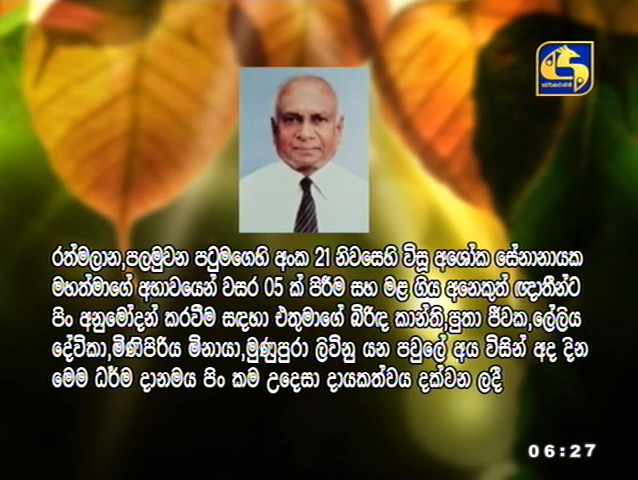 රත්මලාන,පලමුවන පටුමගෙහි අංක 21 නිවසෙහි විසූ අශෝක සේනානායක
මහත්මාගේ අභාවයෙන් වසර 05 ක් පිරීම සහ මළ ගිය අනෙකුත් ඥාතීන්ට
පිං අනුමෝදන් කරවීම සඳහා එතුමාගේ බිරිඳ කාන්ති,පුතා ජීවක,ලේලිය
දේවිකා,මිණිපිරිය මිනායා,මුණුපුරා ලිවිනු යන පවුලේ අය විසින් අද දින
මෙම ධර්ම දානමය පිං කම උදෙසා දායකත්වය දක්වන ලදී
06:27